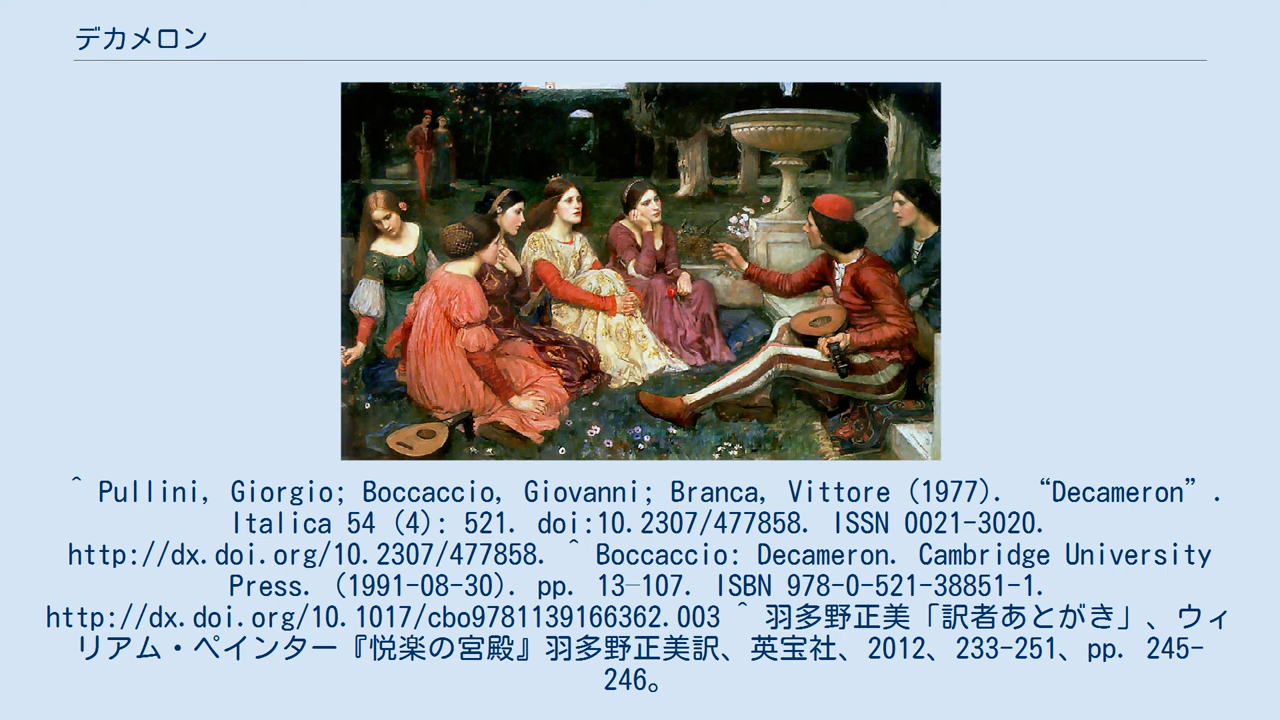 デカメロン
^ Pullini, Giorgio; Boccaccio, Giovanni; Branca, Vittore (1977). “Decameron”.
Italica 54 (4): 521. doi:10.2307/477858. ISSN 0021-3020.
http://dx.doi.org/10.2307/477858. ^ Boccaccio: Decameron. Cambridge University
Press. (1991-08-30). pp. 13–107. ISBN 978-0-521-38851-1.
http://dx.doi.org/10.1017/cbo9781139166362.003 ^ 羽多野正美「訳者あとがき」、ウィ
リアム・ペインター『悦楽の宮殿』羽多野正美訳、英宝社、2012、233-251、pp. 245-
246。